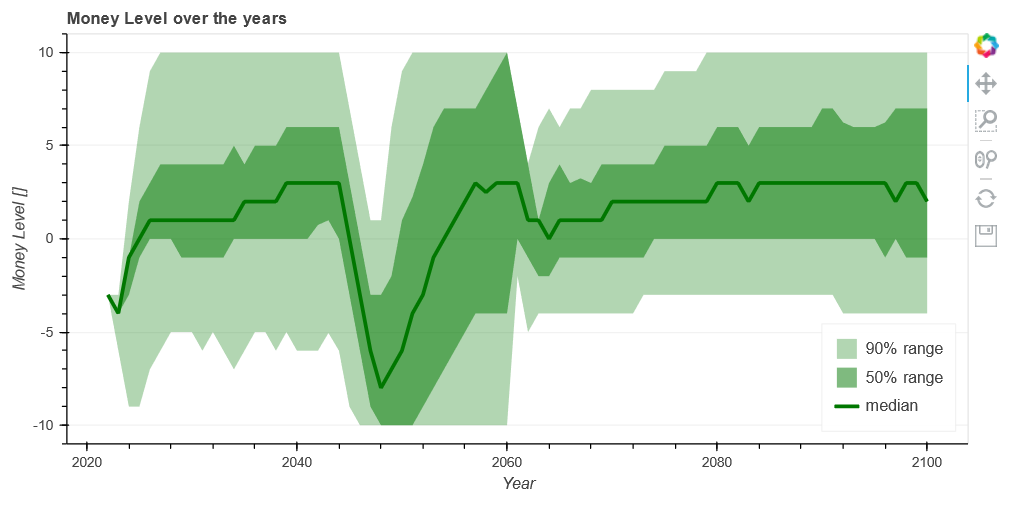 Money Level over the years
10
5
0
-5
-10
Money Level []
90% range
50% range
median
2020
2040
2060
2080
2100
Year